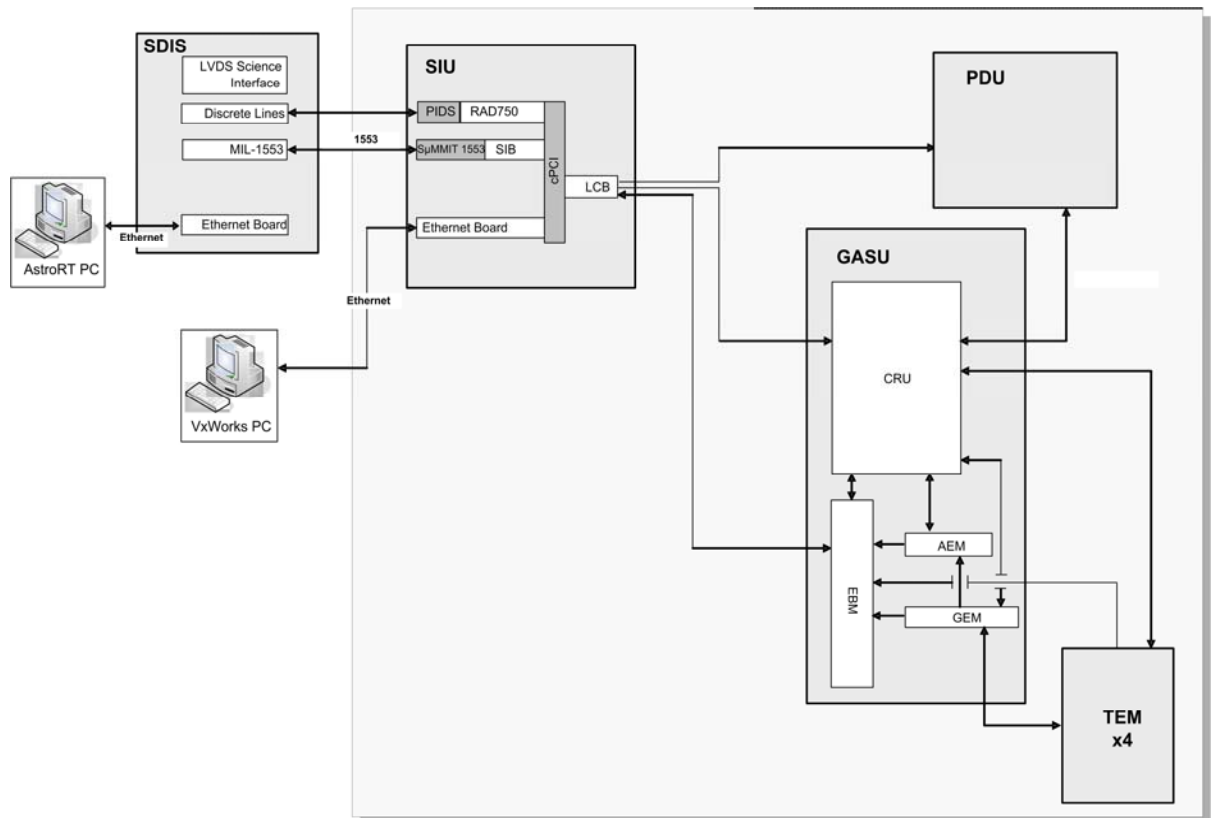 SDIS
LVDS Science
Interface
Discrete Lines
MIL-1553
Ethernet Board
AstroRT PC
Ethernet
1553
SIU
PIDS
RAD750
SµMMIT 1553
SIB
cPCI
LCB
Ethernet Board
Ethernet
VxWorks PC
PDU
GASU
CRU
AEM
EBM
GEM
TEM
x4